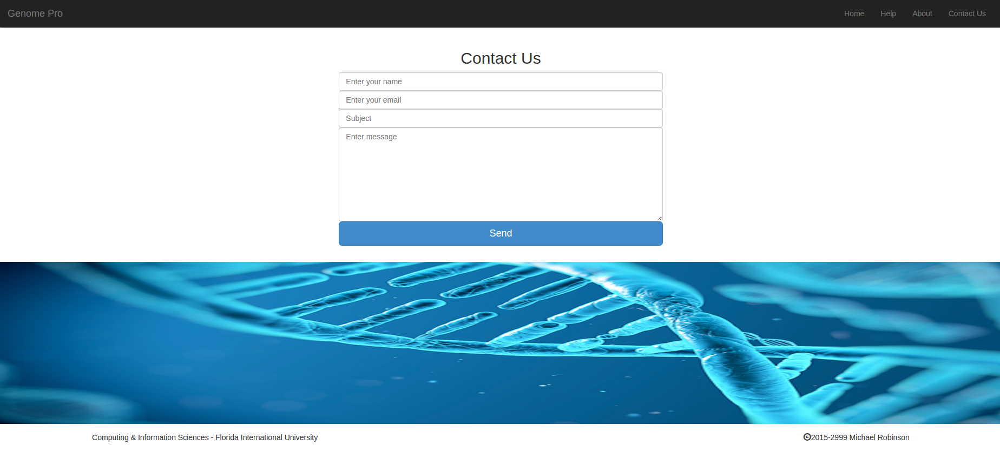 Genome Pro Home Help About Contact Us
Contact Us
Enter your name
Enter your email
Subject
Enter message
Send
Computing & Information Sciences - Florida International University ©2015-2999 Michael Robinson